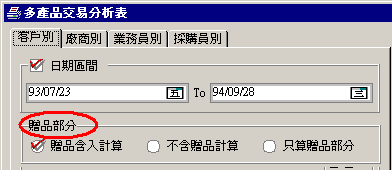 多產品交易分析表
客戶別 廠商別 業務員別 採購員別
日期區間
93/07/23 五 To 94/09/28 三
贈品部分
贈品含入計算 不含贈品計算 只算贈品部分